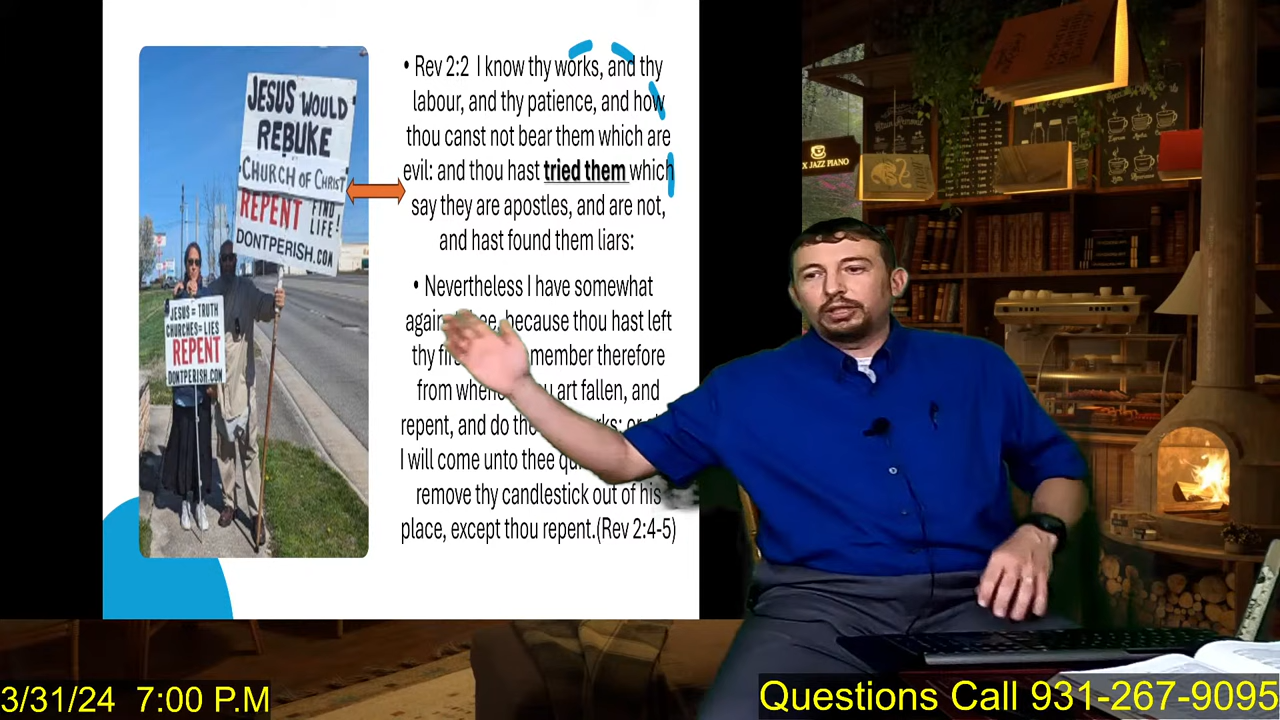 JESUS WOULD
REBUKE
CHURCH OF CHRIST
REPENT FIND
LIFE!
DONTPERISH.COM
JESUS = TRUTH
CHURCHES = LIES
REPENT
DONTPERISH.COM
• Rev 2:2 I know thy works, and thy
labour, and thy patience, and how
thou canst not bear them which are
evil: and thou hast tried them which
say they are apostles, and are not,
and hast found them liars:
• Nevertheless I have somewhat
because thou hast left
thy therefore
from art fallen, and
repent, and do
I will come unto thee
remove thy candlestick out of his
place, except thou repent.(Rev 2:4-5)
JAZZ PIANO
3/31/24 7:00 P.M
Questions Call 931-267-9095